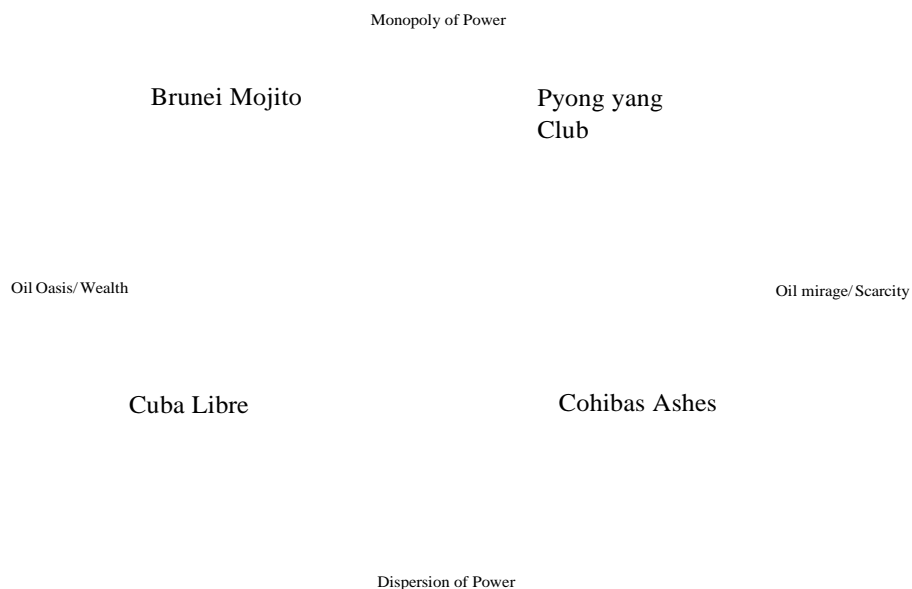 Monopoly of Power
Brunei Mojito
Pyong yang
Club
Oil Oasis/Wealth
Oil mirage/Scarcity
Cuba Libre
Cohibas Ashes
Dispersion of Power